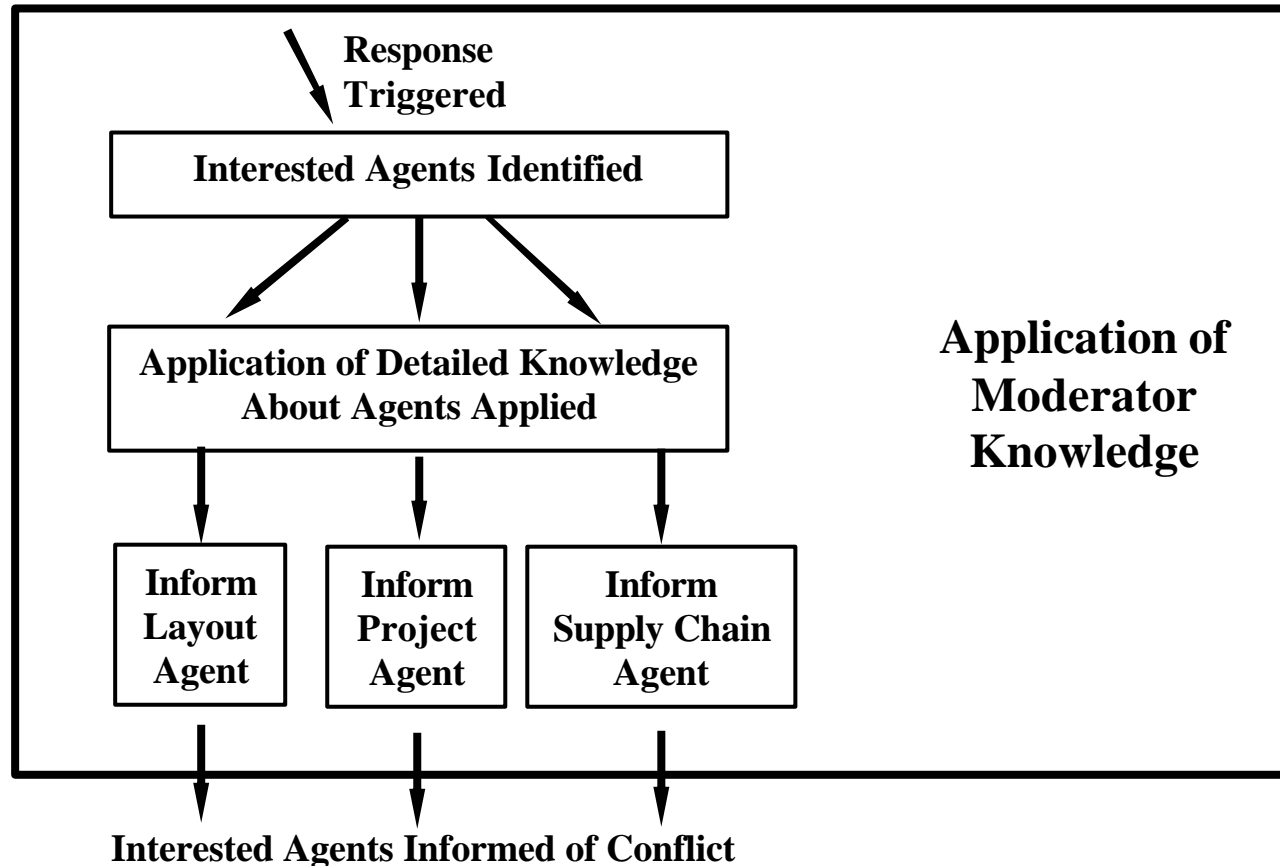 Response
Triggered
Interested Agents Identified
Application of Detailed Knowledge
About Agents Applied
Application of
Moderator
Knowledge
Inform
Layout
Agent
Inform
Project
Agent
Inform
Supply Chain
Agent
Interested Agents Informed of Conflict